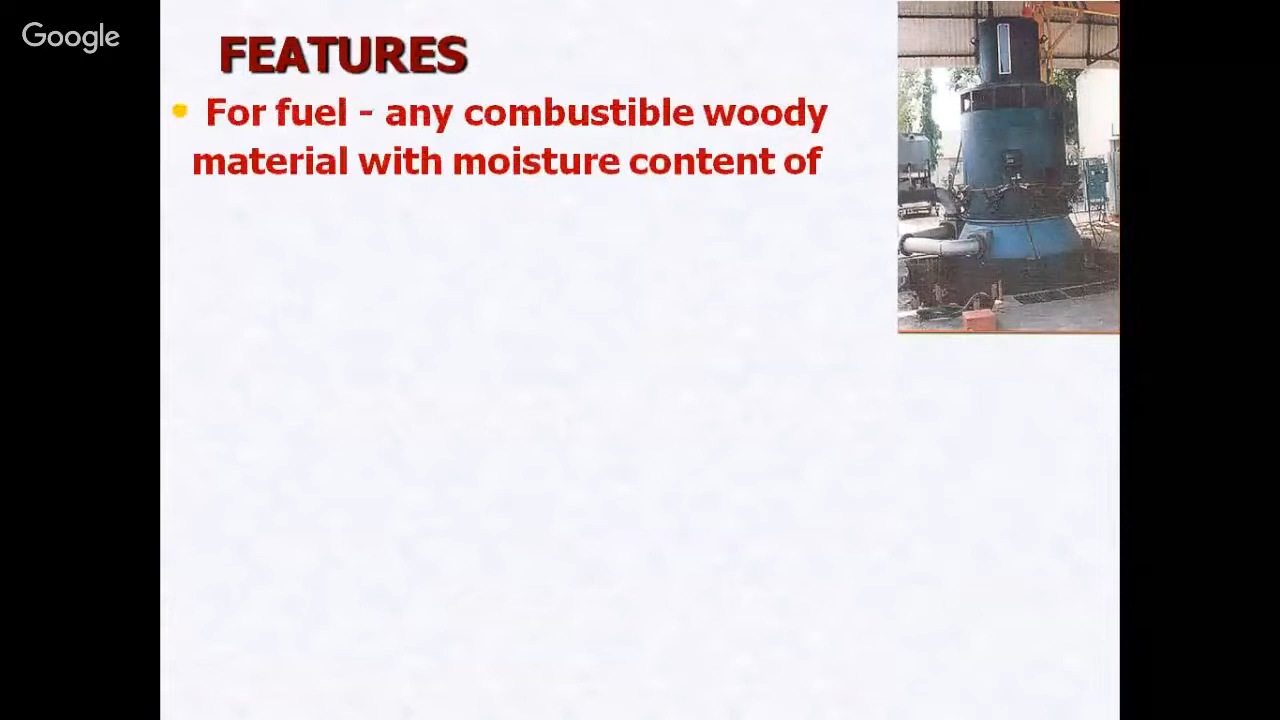 Google
FEATURES
For fuel - any combustible woody
material with moisture content of